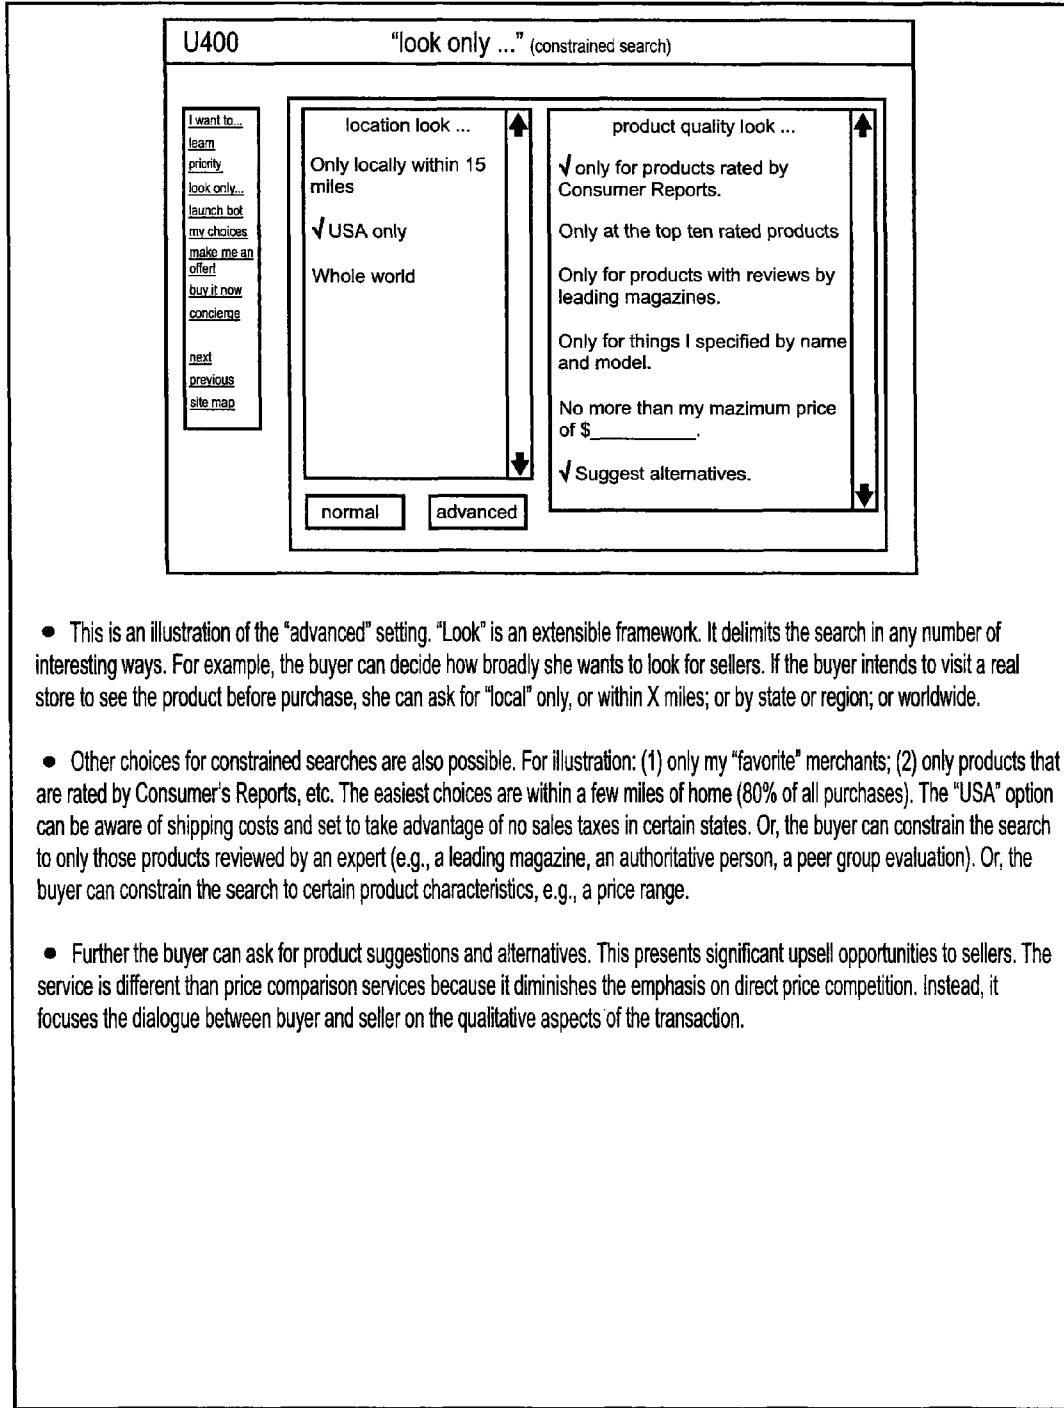 U400
"look only ..." (constrained search)
I want to...
learn
priority
look only...
launch bot
my choices
make me an
offer!
buy it now
concierge
next
previous
site map
location look ...
Only locally within 15
miles
√ USA only
Whole world
normal
advanced
product quality look ...
√ only for products rated by
Consumer Reports.
Only at the top ten rated products
Only for products with reviews by
leading magazines.
Only for things I specified by name
and model.
No more than my mazimum price
of $___________.
√ Suggest alternatives.
● This is an illustration of the "advanced" setting. "Look" is an extensible framework. It delimits the search in any number of
interesting ways. For example, the buyer can decide how broadly she wants to look for sellers. If the buyer intends to visit a real
store to see the product before purchase, she can ask for "local" only, or within X miles; or by state or region; or worldwide.
● Other choices for constrained searches are also possible. For illustration: (1) only my "favorite" merchants; (2) only products that
are rated by Consumer's Reports, etc. The easiest choices are within a few miles of home (80% of all purchases). The "USA" option
can be aware of shipping costs and set to take advantage of no sales taxes in certain states. Or, the buyer can constrain the search
to only those products reviewed by an expert (e.g., a leading magazine, an authoritative person, a peer group evaluation). Or, the
buyer can constrain the search to certain product characteristics, e.g., a price range.
● Further the buyer can ask for product suggestions and alternatives. This presents significant upsell opportunities to sellers. The
service is different than price comparison services because it diminishes the emphasis on direct price competition. Instead, it
focuses the dialogue between buyer and seller on the qualitative aspects of the transaction.